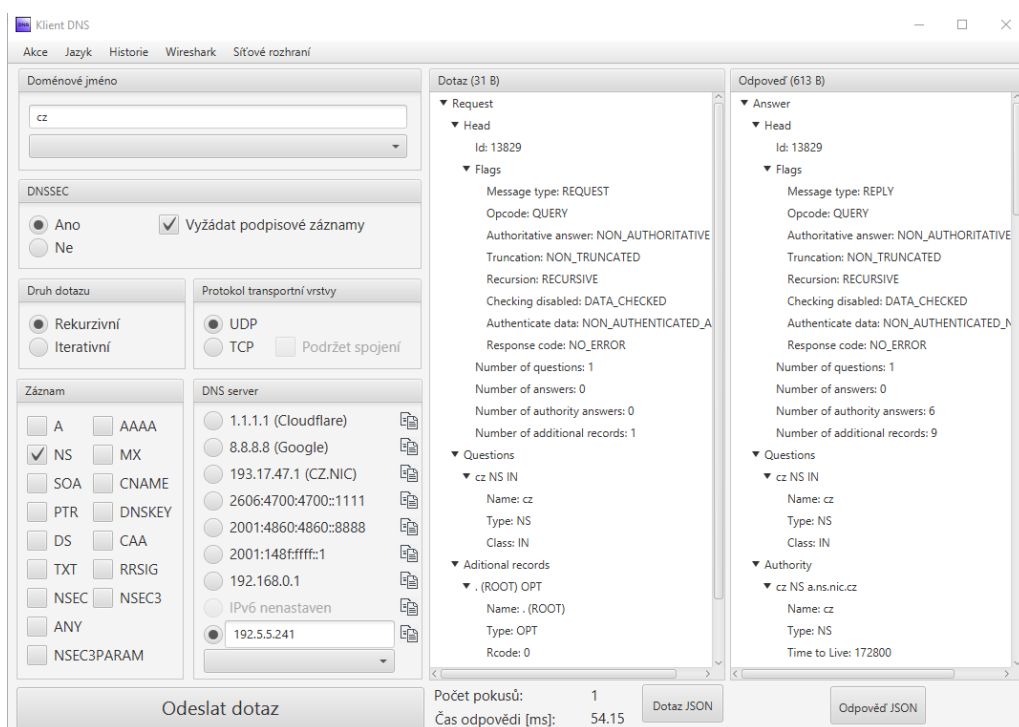 Klient DNS
Akce Jazyk Historie Wireshark Síťové rozhraní
Doménové jméno
cz
DNSSEC
Ano
Vyžádat podpisové záznamy
Ne
Druh dotazu
Rekurzivní
Iterativní
Protokol transportní vrstvy
UDP
TCP Podržet spojení
Záznam
A AAAA
NS MX
SOA CNAME
PTR DNSKEY
DS CAA
TXT RRSIG
NSEC NSEC3
ANY
NSEC3PARAM
DNS server
1.1.1.1 (Cloudflare)
8.8.8.8 (Google)
193.17.47.1 (CZ.NIC)
2606:4700:4700::1111
2001:4860:4860::8888
2001:148f:ffff::1
192.168.0.1
IPv6 nenastaven
192.5.5.241
Odeslat dotaz
Dotaz (31 B)
Request
Head
Id: 13829
Flags
Message type: REQUEST
Opcode: QUERY
Authoritative answer: NON_AUTHORITATIVE
Truncation: NON_TRUNCATED
Recursion: RECURSIVE
Checking disabled: DATA_CHECKED
Authenticate data: NON_AUTHENTICATED_A
Response code: NO_ERROR
Number of questions: 1
Number of answers: 0
Number of authority answers: 0
Number of additional records: 1
Questions
cz NS IN
Name: cz
Type: NS
Class: IN
Aditional records
. (ROOT) OPT
Name: . (ROOT)
Type: OPT
Rcode: 0
Odpoveď (613 B)
Answer
Head
Id: 13829
Flags
Message type: REPLY
Opcode: QUERY
Authoritative answer: NON_AUTHORITATIVE
Truncation: NON_TRUNCATED
Recursion: RECURSIVE
Checking disabled: DATA_CHECKED
Authenticate data: NON_AUTHENTICATED_N
Response code: NO_ERROR
Number of questions: 1
Number of answers: 0
Number of authority answers: 6
Number of additional records: 9
Questions
cz NS IN
Name: cz
Type: NS
Class: IN
Authority
cz NS a.ns.nic.cz
Name: cz
Type: NS
Time to Live: 172800
Počet pokusů: 1
Čas odpovědi [ms]: 54.15
Dotaz JSON
Odpověď JSON